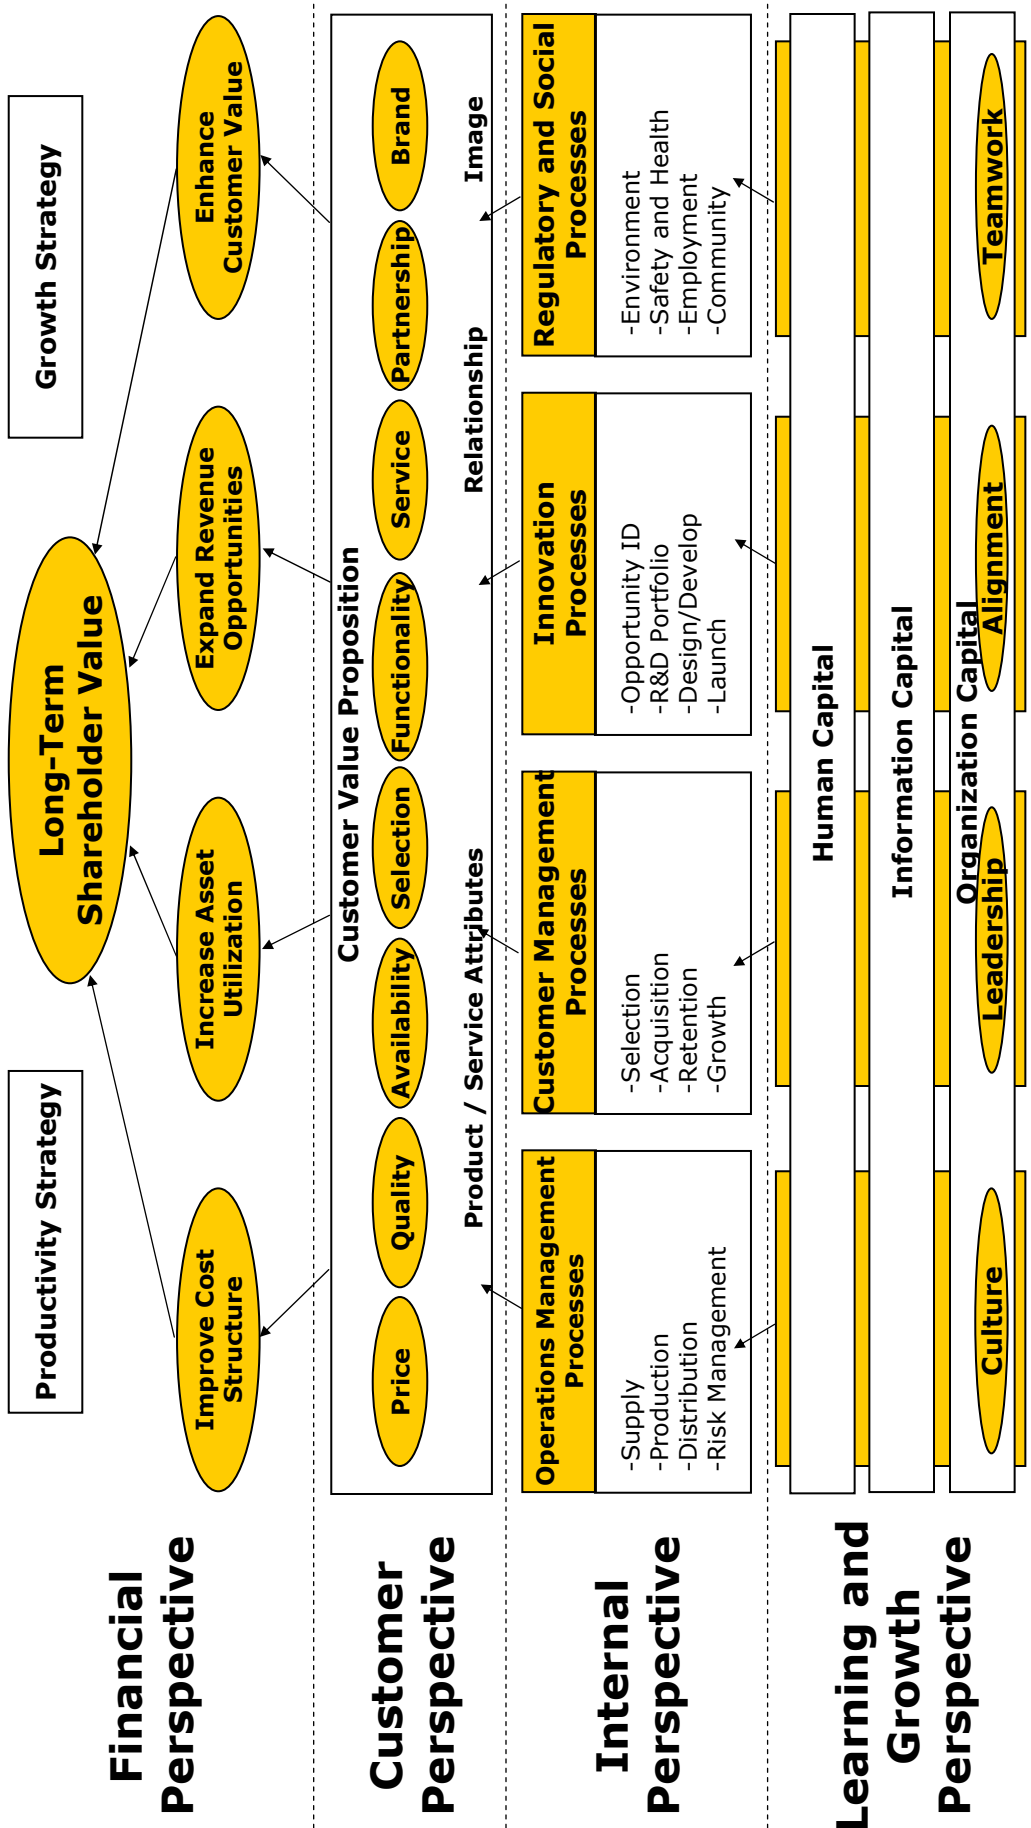 Financial
Perspective
Productivity Strategy
Growth Strategy
Long-Term
Shareholder Value
Improve Cost
Structure
Increase Asset
Utilization
Expand Revenue
Opportunities
Enhance
Customer Value
Customer
Perspective
Customer Value Proposition
Price
Quality
Availability
Selection
Functionality
Service
Partnership
Brand
Product / Service Attributes
Relationship
Image
Internal
Perspective
Operations Management
Processes
-Supply
-Production
-Distribution
-Risk Management
Customer Management
Processes
-Selection
-Acquisition
-Retention
-Growth
Innovation
Processes
-Opportunity ID
-R&D Portfolio
-Design/Develop
-Launch
Regulatory and Social
Processes
-Environment
-Safety and Health
-Employment
-Community
Learning and
Growth
Perspective
Human Capital
Information Capital
Organization Capital
Culture
Leadership
Alignment
Teamwork